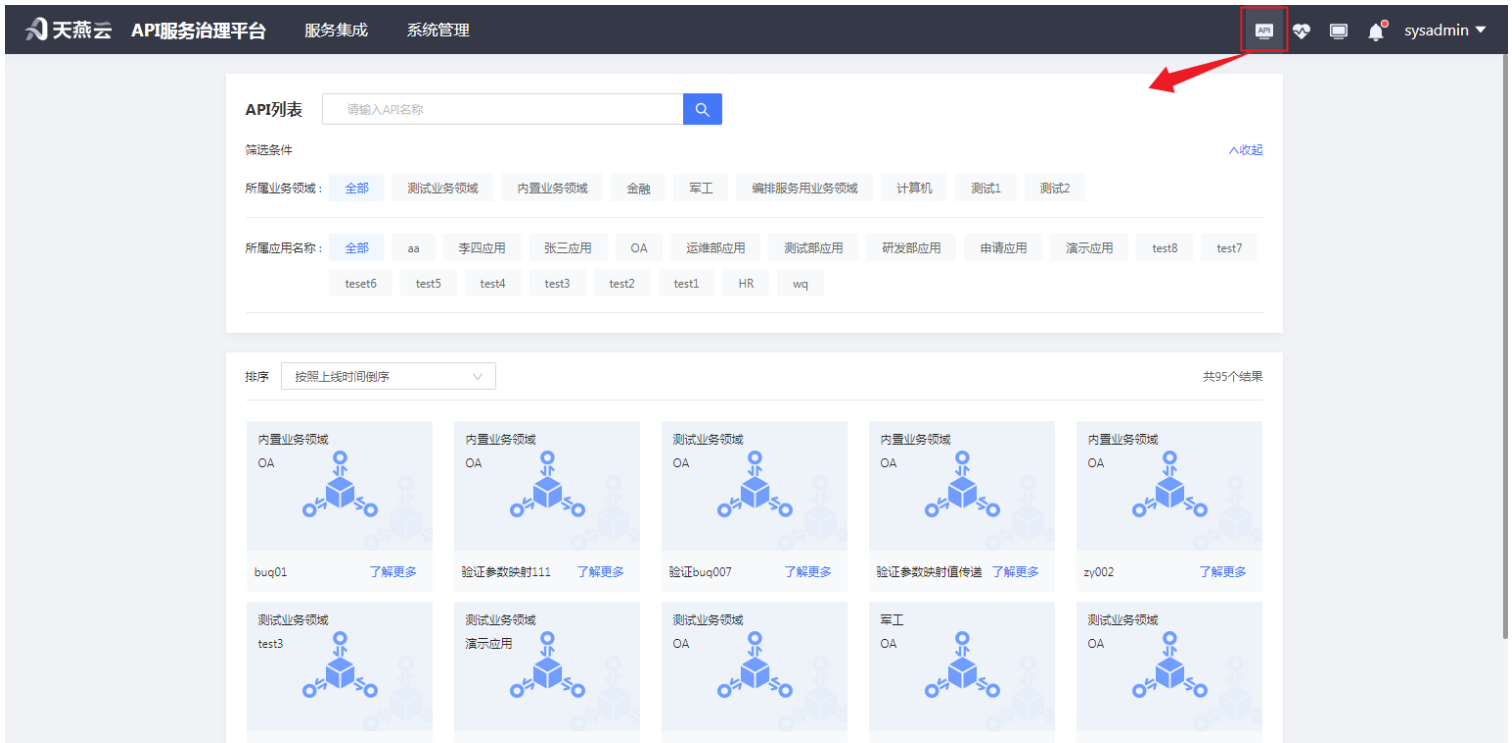 天燕云 API服务治理平台 服务集成 系统管理 API sysadmin
API列表 请输入API名称
筛选条件 收起
所属业务领域: 全部 测试业务领域 内置业务领域 金融 军工 编排服务用业务领域 计算机 测试1 测试2
所属应用名称: 全部 aa 李四应用 张三应用 OA 运维部应用 测试部应用 研发部应用 申请应用 演示应用 test8 test7
teset6 test5 test4 test3 test2 test1 HR wq
排序 按照上线时间倒序 共95个结果
内置业务领域 内置业务领域 测试业务领域 内置业务领域 内置业务领域
OA OA OA OA OA
bug01 了解更多 验证参数映射111 了解更多 验证bug007 了解更多 验证参数映射值传递 了解更多 zy002 了解更多
测试业务领域 测试业务领域 测试业务领域 军工 测试业务领域
test3 演示应用 OA OA OA